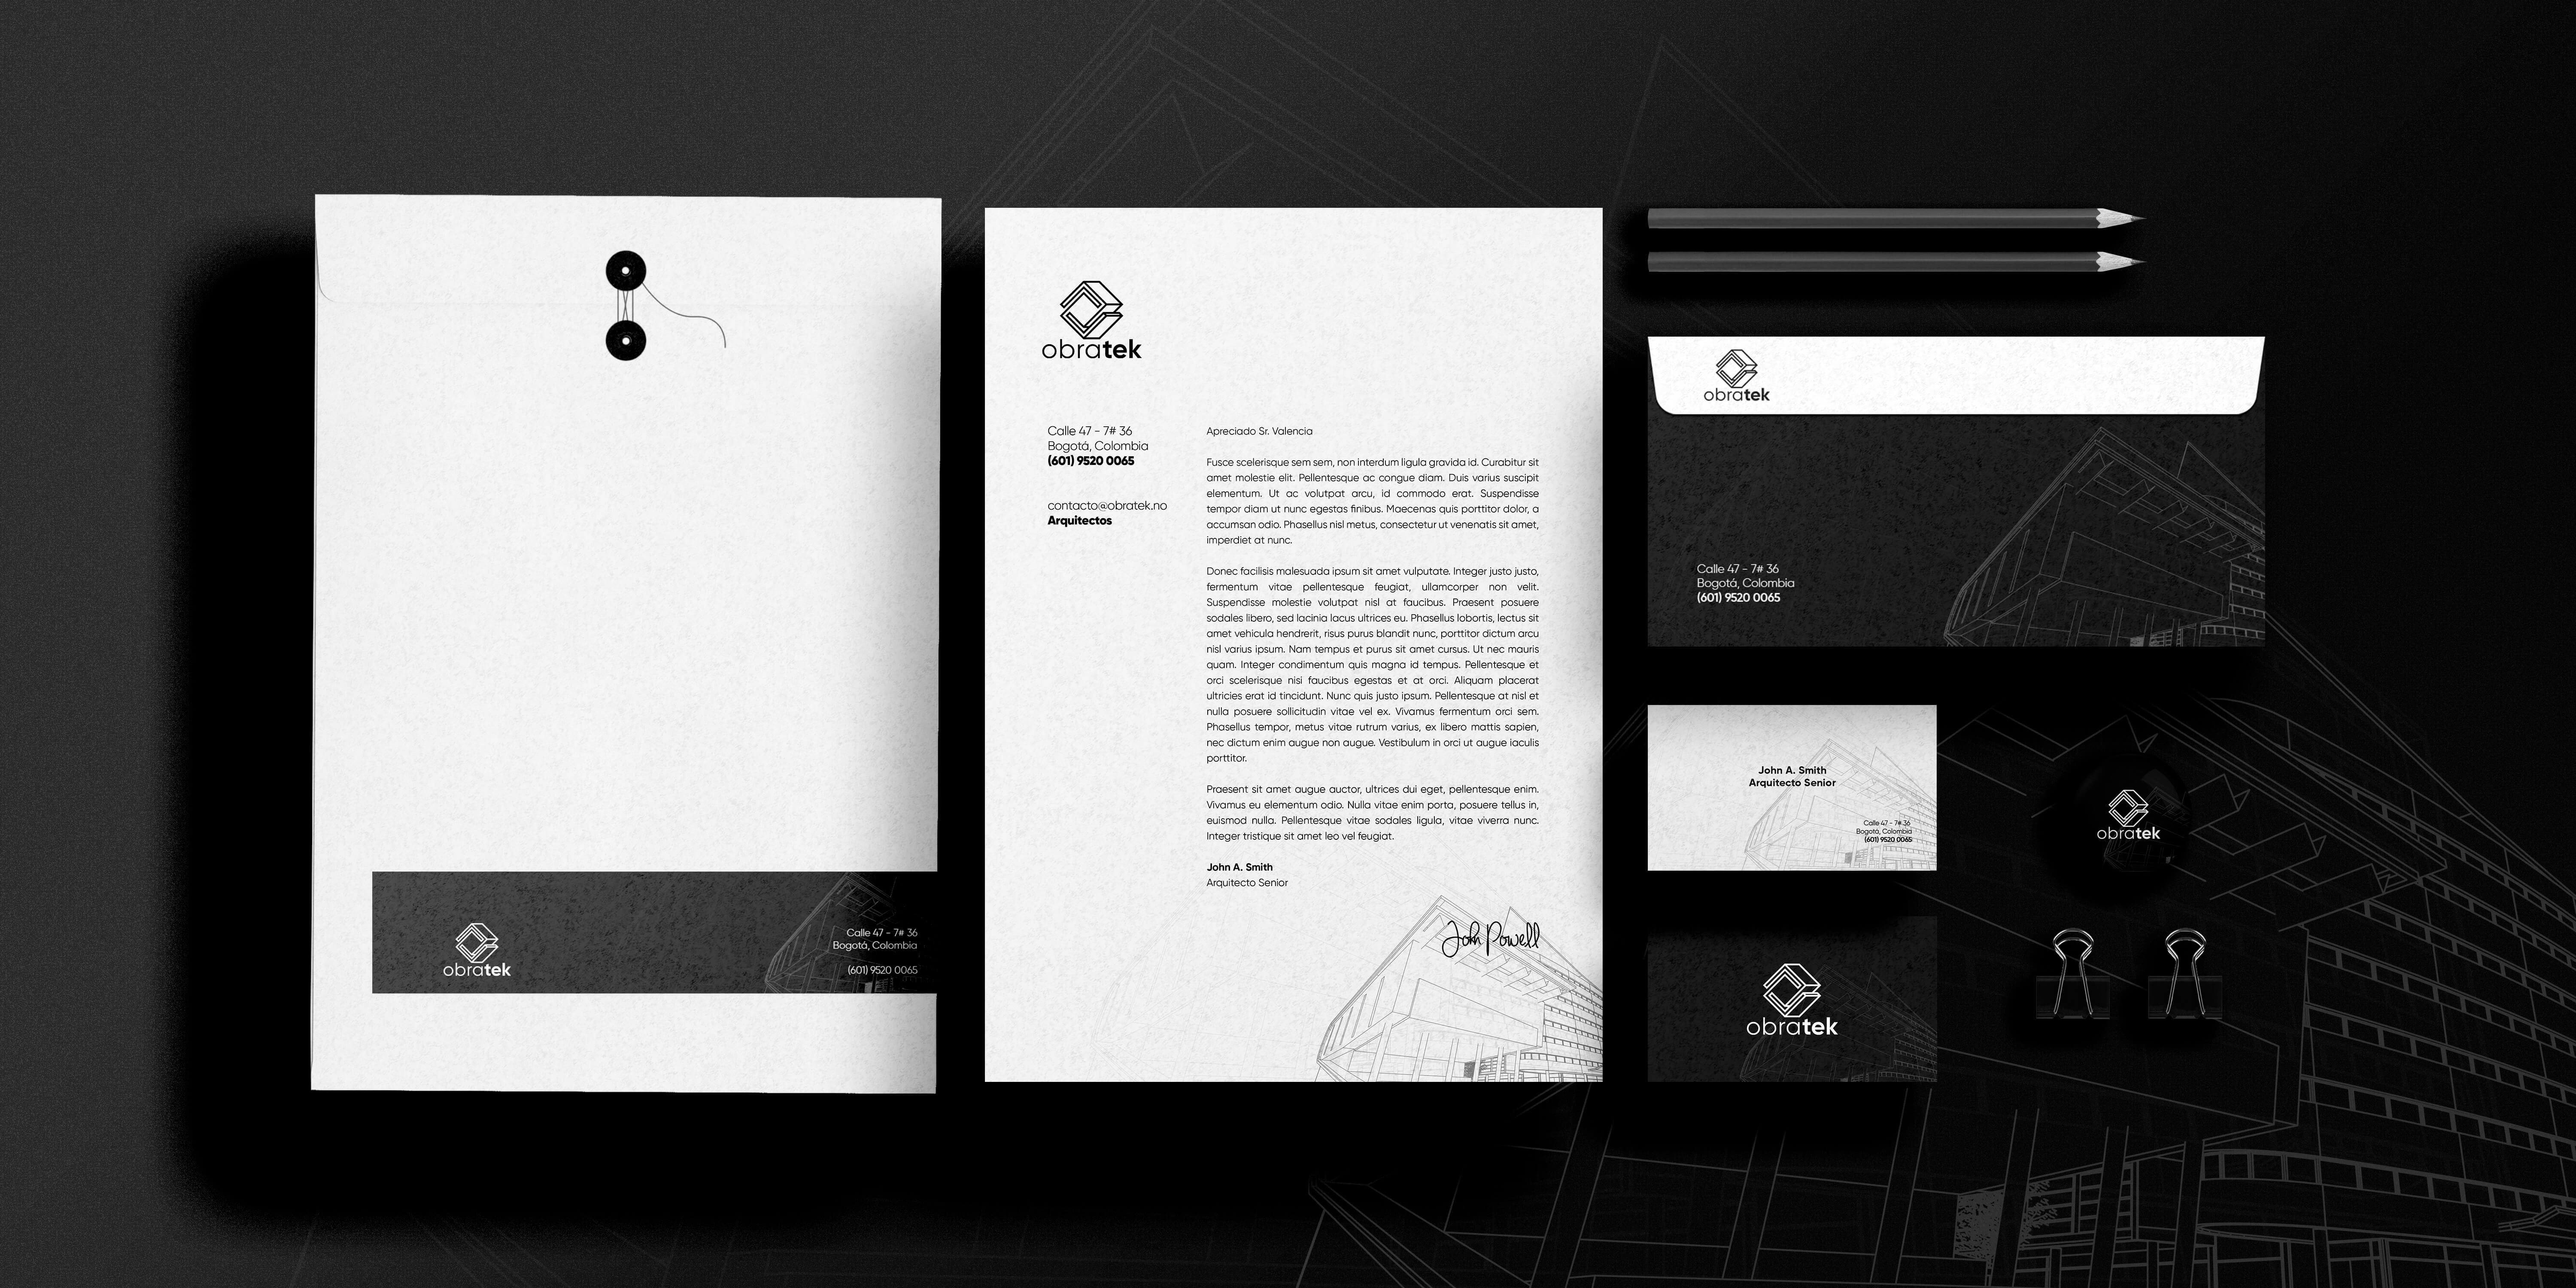 obratek
Calle 47 - 7# 36
Bogotá, Colombia
(601) 9520 0065
obratek
Calle 47 - 7# 36
Bogotá, Colombia
(601) 9520 0065
contacto@obratek.no
Arquitectos
Apreciado Sr. Valencia
Fusce scelerisque sem sem, non interdum ligula gravida id. Curabitur sit
amet molestie elit. Pellentesque ac congue diam. Duis varius suscipit
elementum. Ut ac volutpat arcu, id commodo erat. Suspendisse
tempor diam ut nunc egestas finibus. Maecenas quis porttitor dolor, a
accumsan odio. Phasellus nisl metus, consectetur ut venenatis sit amet,
imperdiet at nunc.
Donec facilisis malesuada ipsum sit amet vulputate. Integer justo justo,
fermentum vitae pellentesque feugiat, ullamcorper non velit.
Suspendisse molestie volutpat nisl at faucibus. Praesent posuere
sodales libero, sed lacinia lacus ultrices eu. Phasellus lobortis, lectus sit
amet vehicula hendrerit, risus purus blandit nunc, porttitor dictum arcu
nisl varius ipsum. Nam tempus et purus sit amet cursus. Ut nec mauris
quam. Integer condimentum quis magna id tempus. Pellentesque et
orci scelerisque nisi faucibus egestas et at orci. Aliquam placerat
ultricies erat id tincidunt. Nunc quis justo ipsum. Pellentesque at nisl et
nulla posuere sollicitudin vitae vel ex. Vivamus fermentum orci sem.
Phasellus tempor, metus vitae rutrum varius, ex libero mattis sapien,
nec dictum enim augue non augue. Vestibulum in orci ut augue iaculis
porttitor.
Praesent sit amet augue auctor, ultrices dui eget, pellentesque enim.
Vivamus eu elementum odio. Nulla vitae enim porta, posuere tellus in,
euismod nulla. Pellentesque vitae sodales ligula, vitae viverra nunc.
Integer tristique sit amet leo vel feugiat.
John A. Smith
Arquitecto Senior
John Powell
obratek
Calle 47 - 7# 36
Bogotá, Colombia
(601) 9520 0065
John A. Smith
Arquitecto Senior
Calle 47 - 7# 36
Bogotá, Colombia
(601) 9520 0065
obratek
obratek